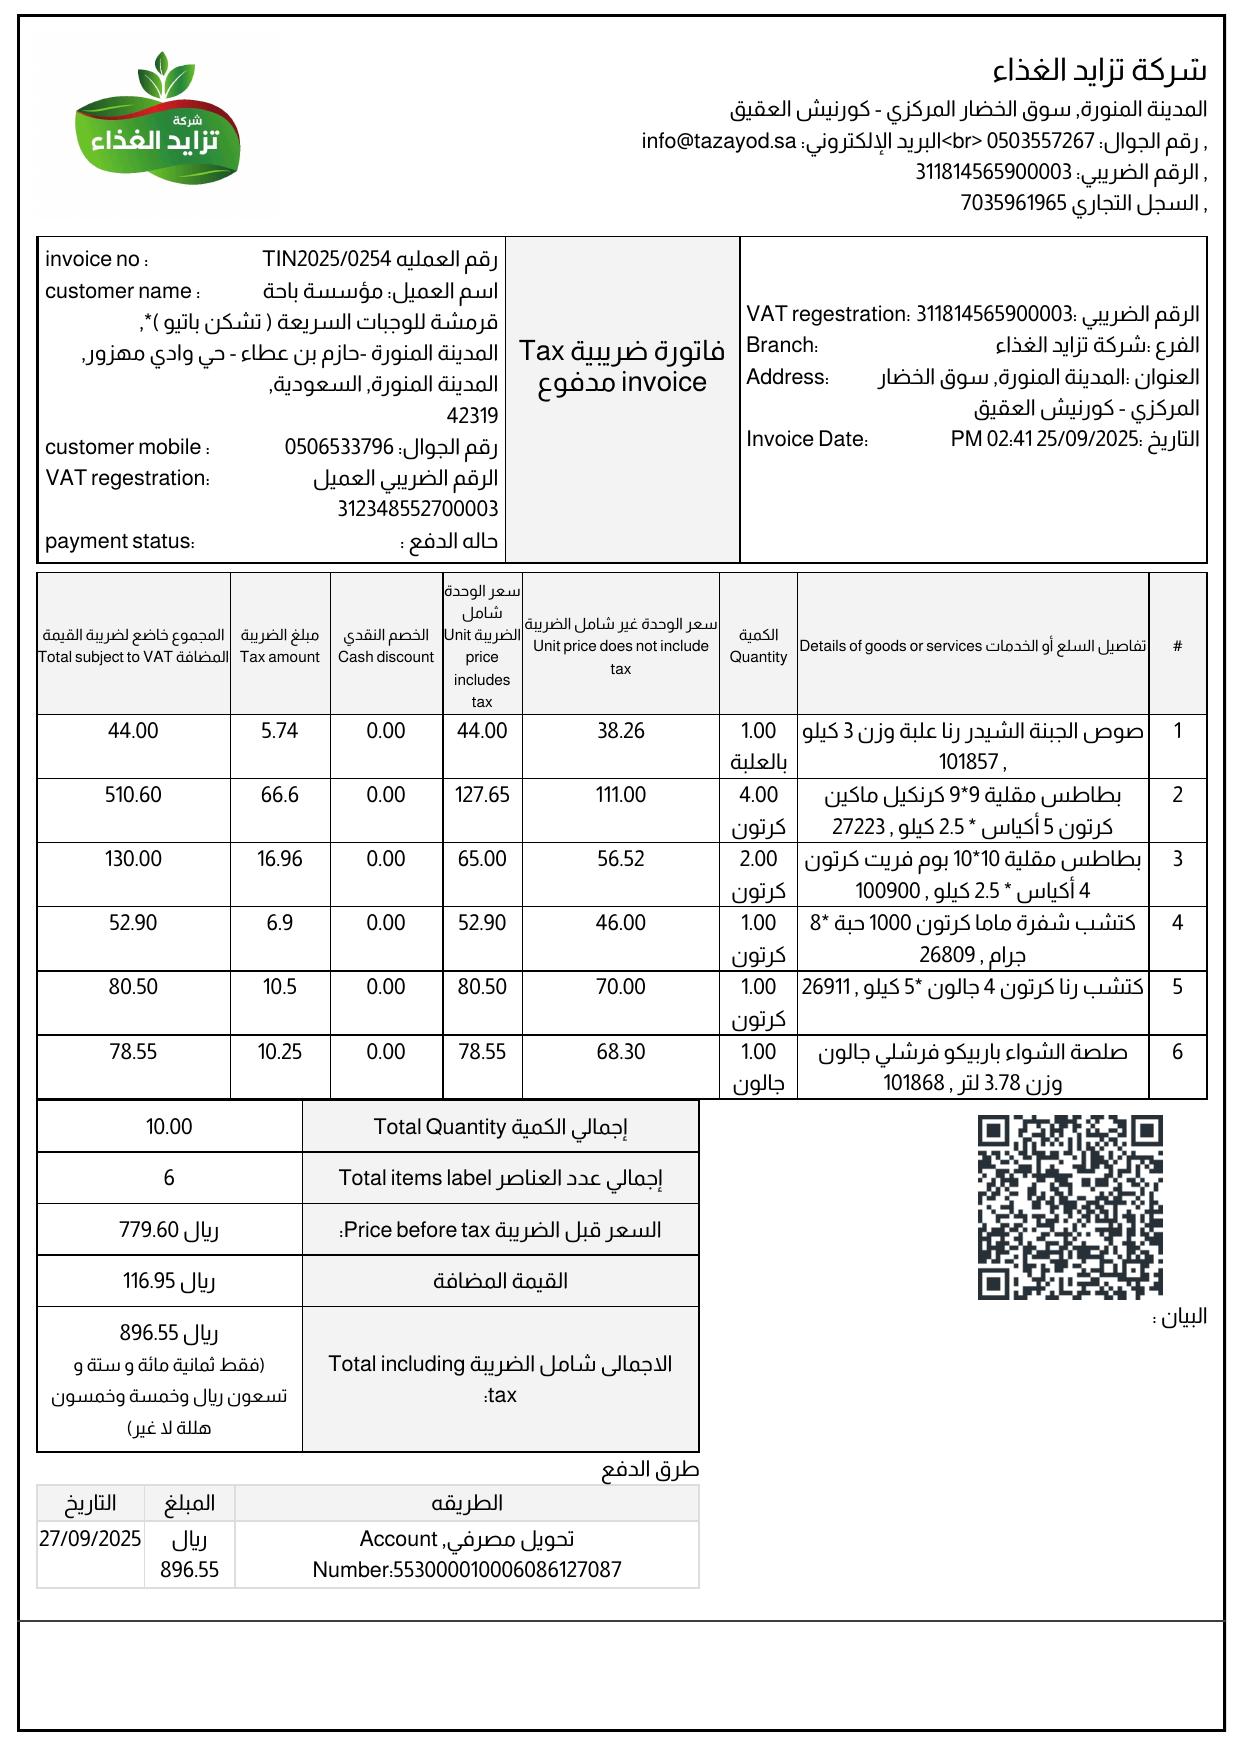 شركة
تزايد الغذاء
شركة تزايد الغذاء
المدينة المنورة, سوق الخضار المركزي - كورنيش العقيق
, رقم الجوال: 0503557267 <br>البريد الإلكتروني: info@tazayod.sa
, الرقم الضريبي: 311814565900003
, السجل التجاري 7035961965
VAT regestration: الرقم الضريبي :311814565900003
Branch: الفرع :شركة تزايد الغذاء
Address: العنوان :المدينة المنورة, سوق الخضار
المركزي - كورنيش العقيق
Invoice Date: التاريخ :25/09/2025 02:41 PM
فاتورة ضريبية Tax
invoice مدفوع
invoice no : رقم العمليه TIN2025/0254
customer name : اسم العميل: مؤسسة باحة
قرمشة للوجبات السريعة ( تشكن باتيو )*,
المدينة المنورة -حازم بن عطاء - حي وادي مهزور,
المدينة المنورة, السعودية,
42319
customer mobile : رقم الجوال: 0506533796
VAT regestration: الرقم الضريبي العميل
312348552700003
payment status: حاله الدفع :
# تفاصيل السلع أو الخدمات Details of goods or services الكمية Quantity سعر الوحدة غير شامل الضريبة Unit price does not include tax سعر الوحدة شامل الضريبة Unit price includes tax الخصم النقدي Cash discount مبلغ الضريبة Tax amount المجموع خاضع لضريبة القيمة المضافة Total subject to VAT
1 صوص الجبنة الشيدر رنا علبة وزن 3 كيلو 1.00 38.26 44.00 0.00 5.74 44.00
, 101857 بالعلبة
2 بطاطس مقلية 9*9 كرنكيل ماكين 4.00 111.00 127.65 0.00 66.6 510.60
كرتون 5 أكياس * 2.5 كيلو , 27223 كرتون
3 بطاطس مقلية 10*10 بوم فريت كرتون 2.00 56.52 65.00 0.00 16.96 130.00
4 أكياس * 2.5 كيلو , 100900 كرتون
4 كتشب شفرة ماما كرتون 1000 حبة *8 1.00 46.00 52.90 0.00 6.9 52.90
جرام , 26809 كرتون
5 كتشب رنا كرتون 4 جالون *5 كيلو , 26911 1.00 70.00 80.50 0.00 10.5 80.50
كرتون
6 صلصة الشواء باربيكو فرشلي جالون 1.00 68.30 78.55 0.00 10.25 78.55
وزن 3.78 لتر , 101868 جالون
إجمالي الكمية Total Quantity 10.00
إجمالي عدد العناصر Total items label 6
السعر قبل الضريبة Price before tax: ريال 779.60
القيمة المضافة ريال 116.95
الاجمالى شامل الضريبة Total including
tax:
ريال 896.55
(فقط ثمانية مائة و ستة و
تسعون ريال وخمسة وخمسون
هللة لا غير)
البيان :
طرق الدفع
الطريقه المبلغ التاريخ
تحويل مصرفي, Account ريال 27/09/2025
Number:553000010006086127087 896.55